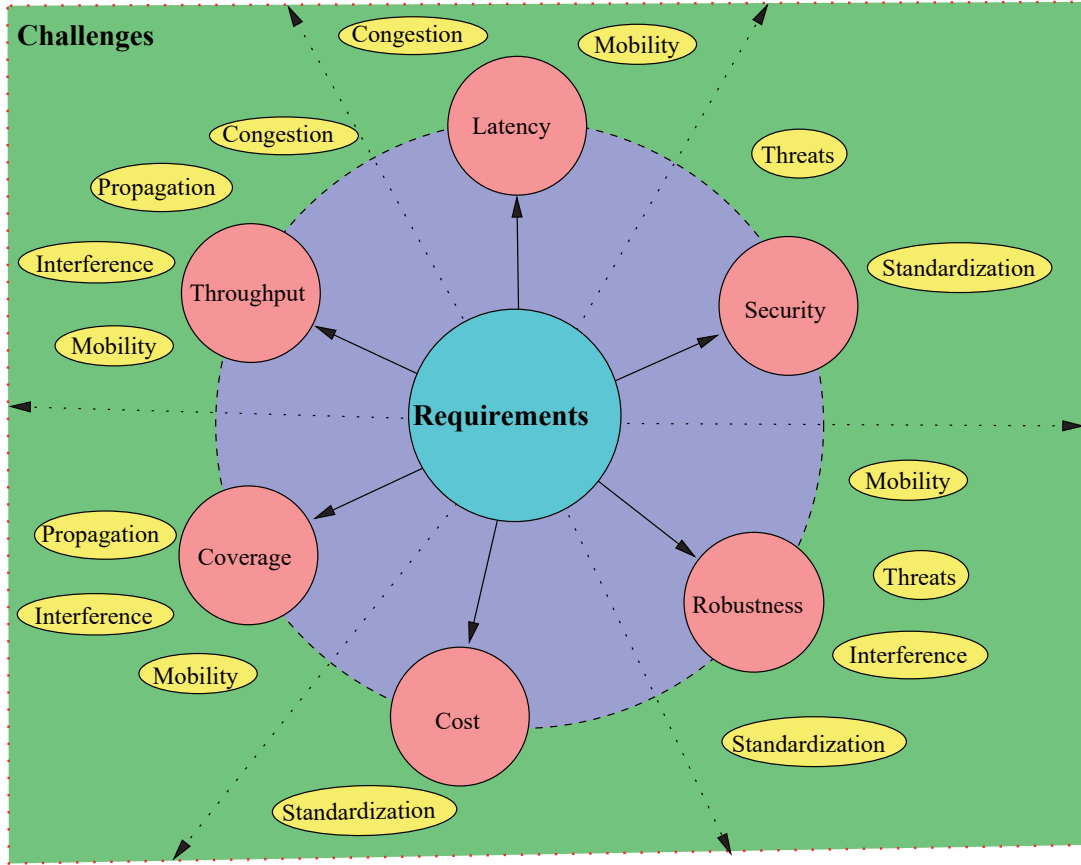 Challenges
Congestion
Mobility
Latency
Congestion
Threats
Propagation
Standardization
Interference
Throughput
Security
Mobility
Requirements
Mobility
Propagation
Coverage
Threats
Robustness
Interference
Interference
Mobility
Cost
Standardization
Standardization